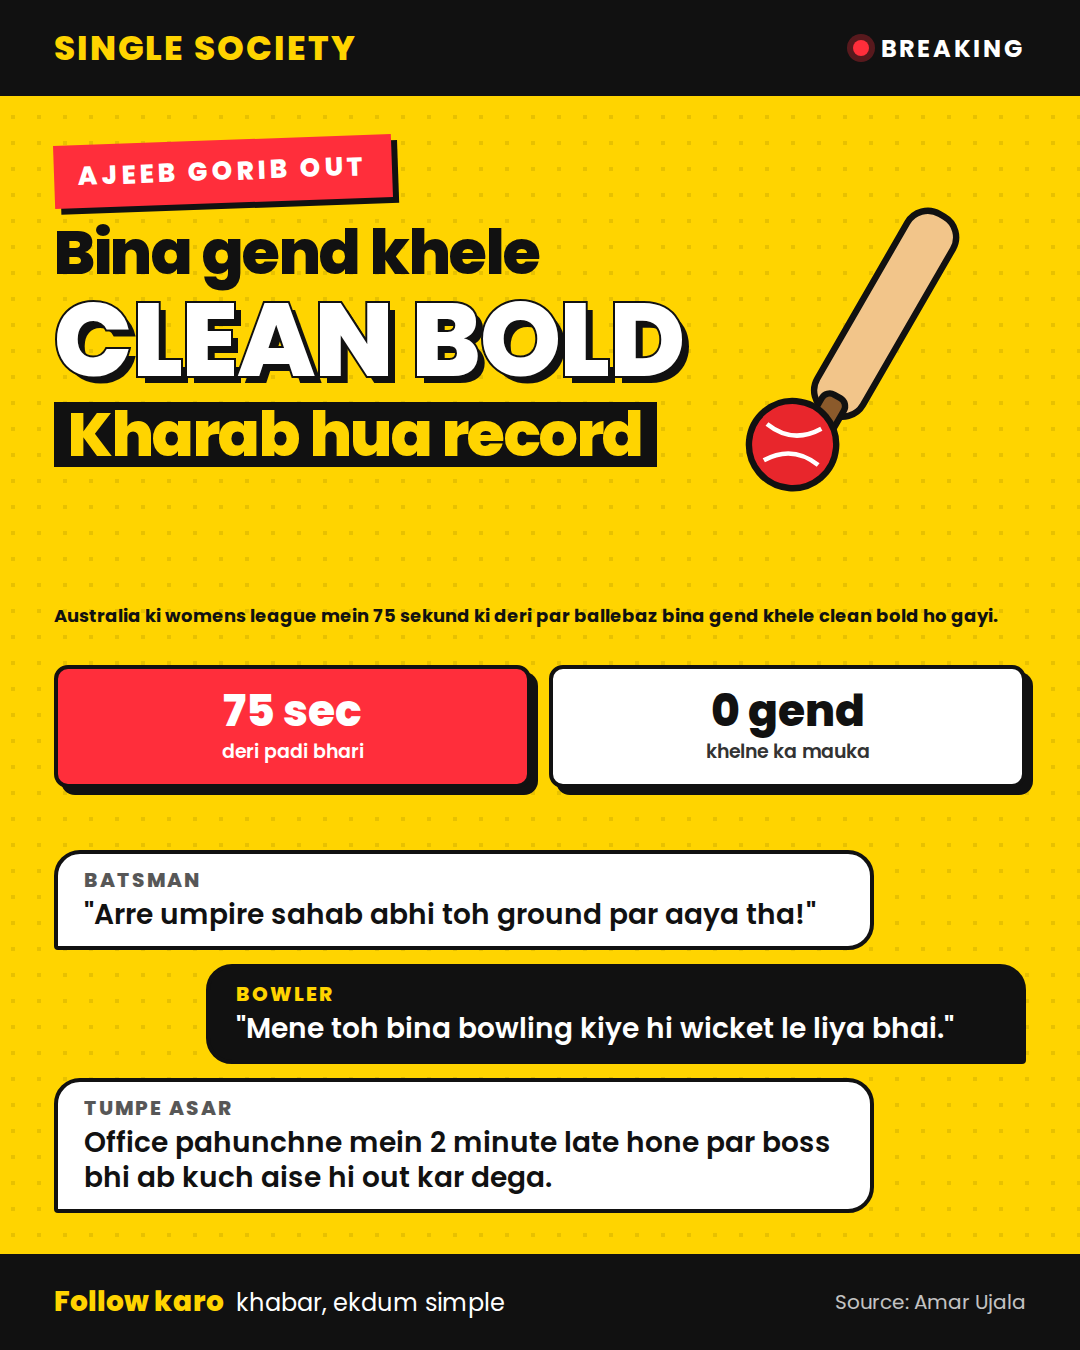 SINGLE SOCIETY
BREAKING
AJEEB GORIB OUT
Bina gend khele
CLEAN BOLD
Kharab hua record
Australia ki womens league mein 75 sekund ki deri par ballebaz bina gend khele clean bold ho gayi.
75 sec
deri padi bhari
0 gend
khelne ka mauka
BATSMAN
"Arre umpire sahab abhi toh ground par aaya tha!"
BOWLER
"Mene toh bina bowling kiye hi wicket le liya bhai."
TUMPE ASAR
Office pahunchne mein 2 minute late hone par boss
bhi ab kuch aise hi out kar dega.
Follow karo khabar, ekdum simple
Source: Amar Ujala